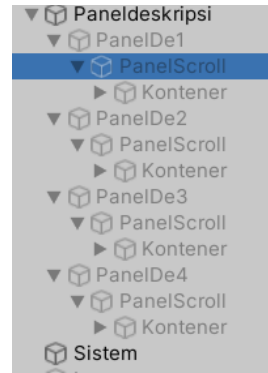 Paneldeskripsi
PanelDe1
PanelScroll
Kontener
PanelDe2
PanelScroll
Kontener
PanelDe3
PanelScroll
Kontener
PanelDe4
PanelScroll
Kontener
Sistem